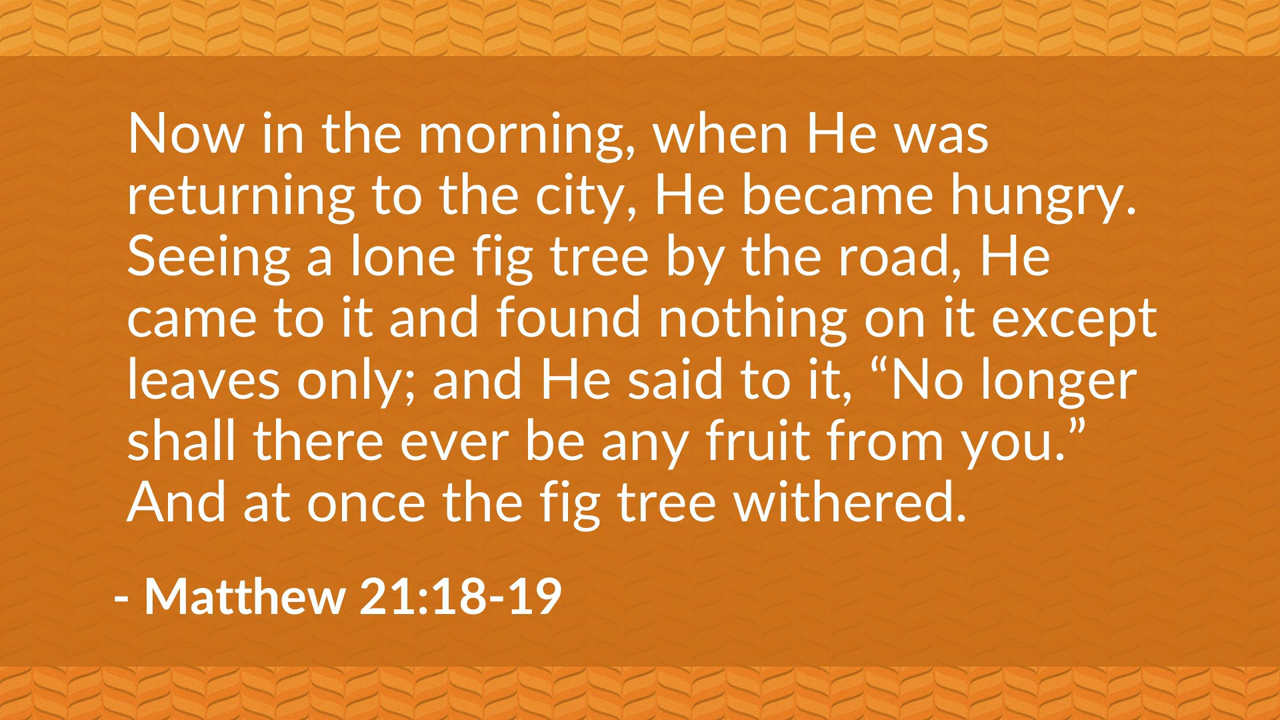 Now in the morning, when He was
returning to the city, He became hungry.
Seeing a lone fig tree by the road, He
came to it and found nothing on it except
leaves only; and He said to it, “No longer
shall there ever be any fruit from you.”
And at once the fig tree withered.
- Matthew 21:18-19